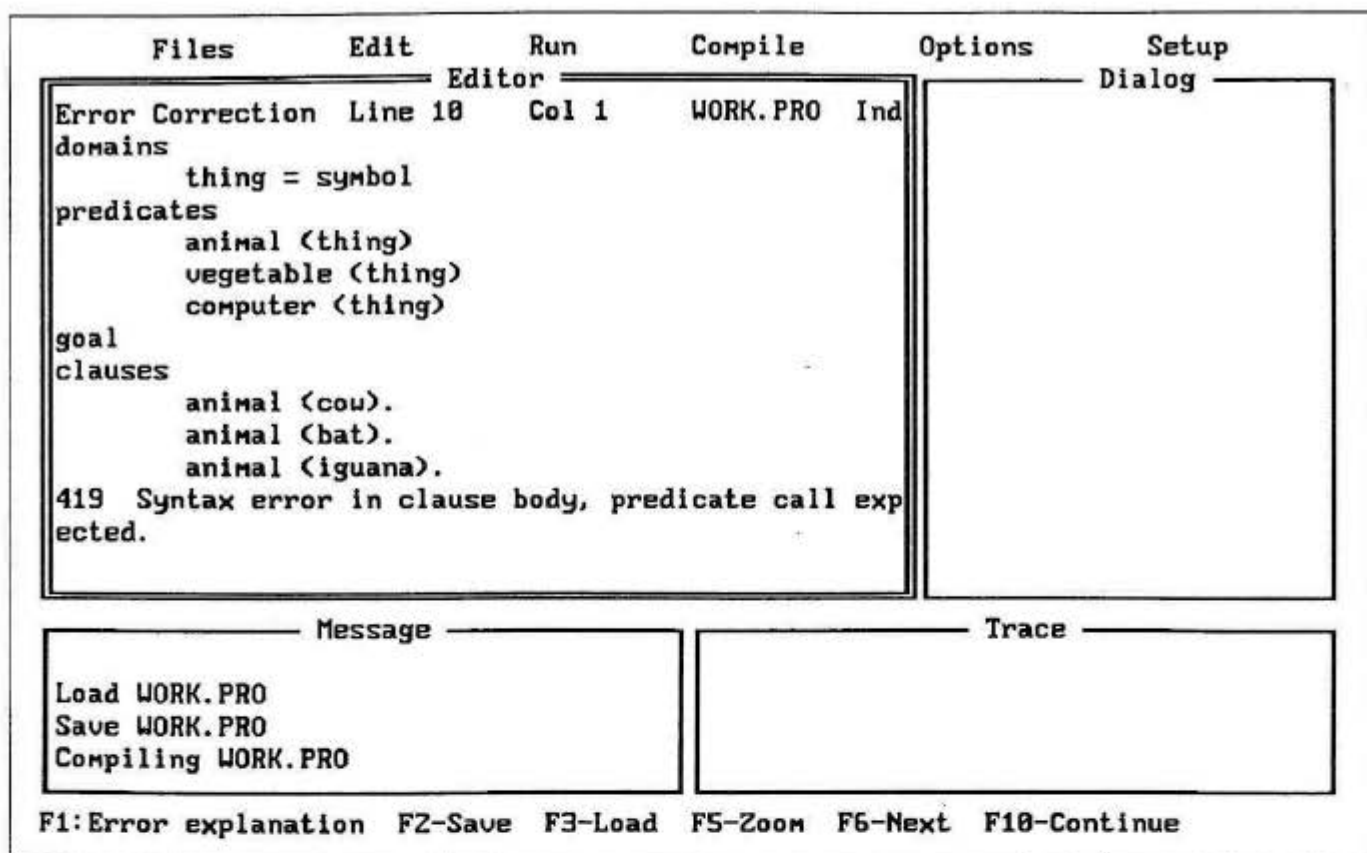 Files Edit Run Compile Options Setup
Editor
Error Correction Line 10 Col 1 WORK.PRO Ind
domains
thing = symbol
predicates
animal (thing)
vegetable (thing)
computer (thing)
goal
clauses
animal (cow).
animal (bat).
animal (iguana).
419 Syntax error in clause body, predicate call exp
ected.
Dialog
Message
Load WORK.PRO
Save WORK.PRO
Compiling WORK.PRO
Trace
F1:Error explanation F2-Save F3-Load F5-Zoom F6-Next F10-Continue